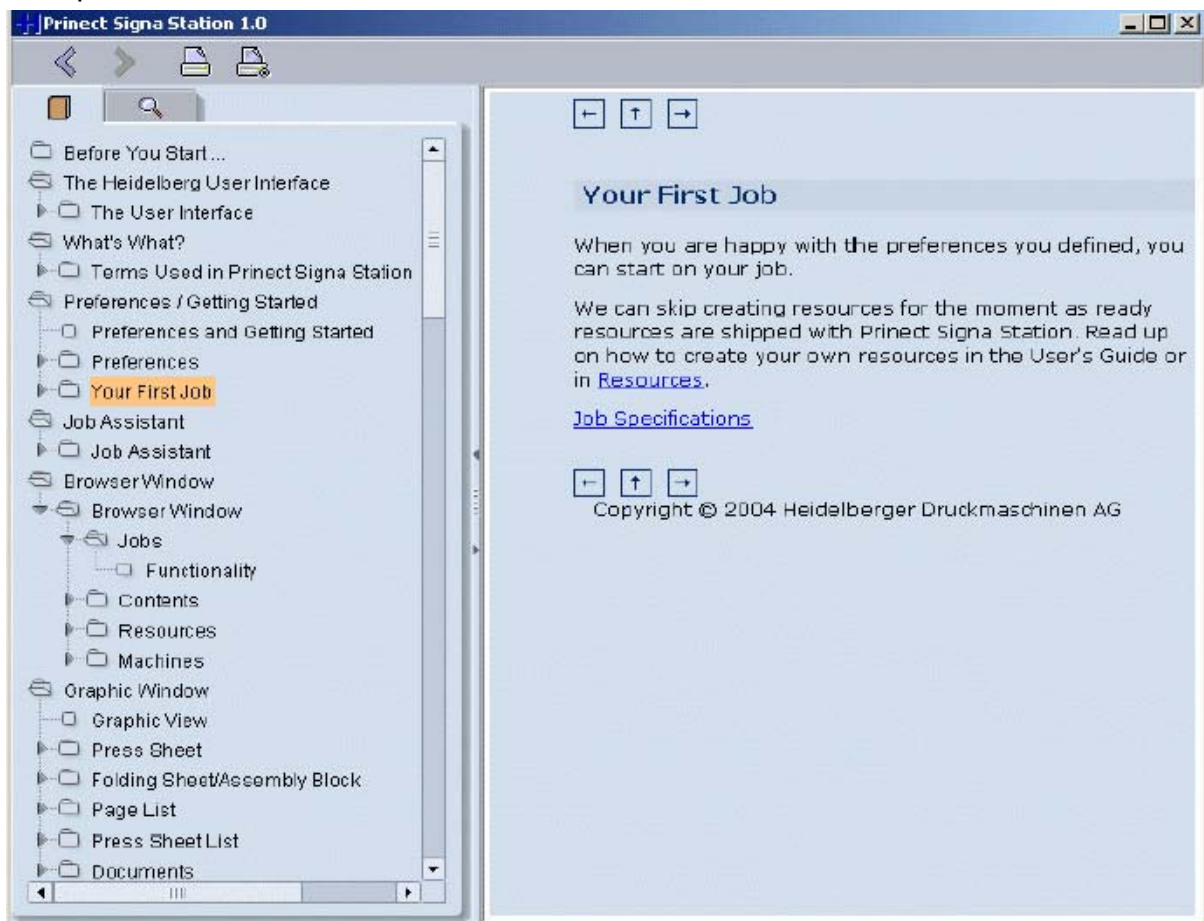 Prinect Signa Station 1.0
Before You Start ...
The Heidelberg User Interface
The User Interface
What's What?
Terms Used in Prinect Signa Station
Preferences / Getting Started
Preferences and Getting Started
Preferences
Your First Job
Job Assistant
Job Assistant
Browser Window
Browser Window
Jobs
Functionality
Contents
Resources
Machines
Graphic Window
Graphic View
Press Sheet
Folding Sheet/Assembly Block
Page List
Press Sheet List
Documents
Your First Job
When you are happy with the preferences you defined, you
can start on your job.
We can skip creating resources for the moment as ready
resources are shipped with Prinect Signa Station. Read up
on how to create your own resources in the User's Guide or
in Resources.
Job Specifications
Copyright © 2004 Heidelberger Druckmaschinen AG